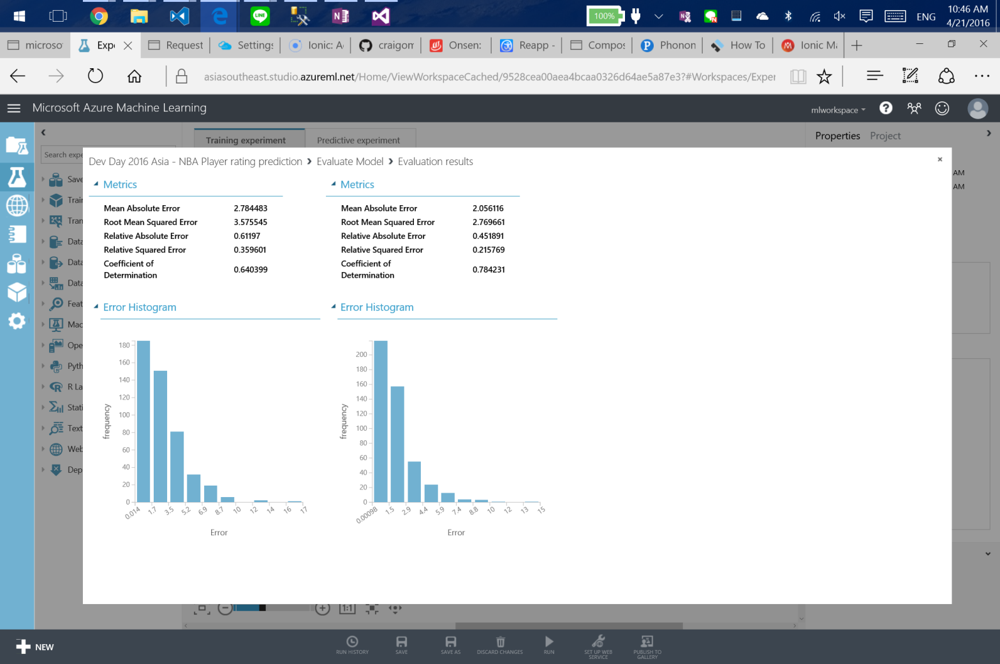 100%
ENG
10:46 AM
4/21/2016
LINE
microso
Exp
Request
Settings
Ionic: A
craigom
Onsen:
Reapp -
Compos
Phonon
How To
Ionic Ma
asiasoutheast.studio.azureml.net/Home/ViewWorkspaceCached/9528cea00aea4bcaa0326d64ae5a87e3?#Workspaces/Exper
Microsoft Azure Machine Learning
mlworkspace
Training experiment
Predictive experiment
Properties
Project
Search expe
AM
AM
Save
Trai
Tran
Data
Data
Data
Feat
Mac
Ope
Pyth
R La
Stati
Text
Web
Dep
Dev Day 2016 Asia - NBA Player rating prediction › Evaluate Model › Evaluation results
×
Metrics
Mean Absolute Error 2.784483
Root Mean Squared Error 3.575545
Relative Absolute Error 0.61197
Relative Squared Error 0.359601
Coefficient of
Determination 0.640399
Error Histogram
180
160
140
120
100
80
60
40
20
0
frequency
0.014 1.7 3.5 5.2 6.9 8.7 10 12 14 16 17
Error
Metrics
Mean Absolute Error 2.056116
Root Mean Squared Error 2.769661
Relative Absolute Error 0.451891
Relative Squared Error 0.215769
Coefficient of
Determination 0.784231
Error Histogram
200
180
160
140
120
100
80
60
40
20
0
frequency
0.00098 1.5 2.9 4.4 5.9 7.4 8.8 10 12 13 15
Error
1:1
NEW
RUN HISTORY
SAVE
SAVE AS
DISCARD CHANGES
RUN
SET UP WEB
SERVICE
PUBLISH TO
GALLERY